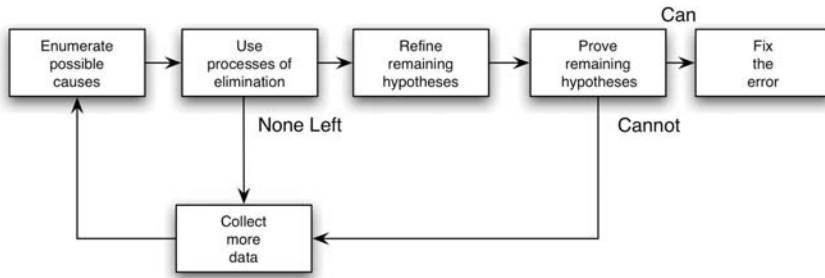 Can
Enumerate
possible
causes
Use
processes of
elimination
Refine
remaining
hypotheses
Prove
remaining
hypotheses
Fix
the
error
None Left
Cannot
Collect
more
data